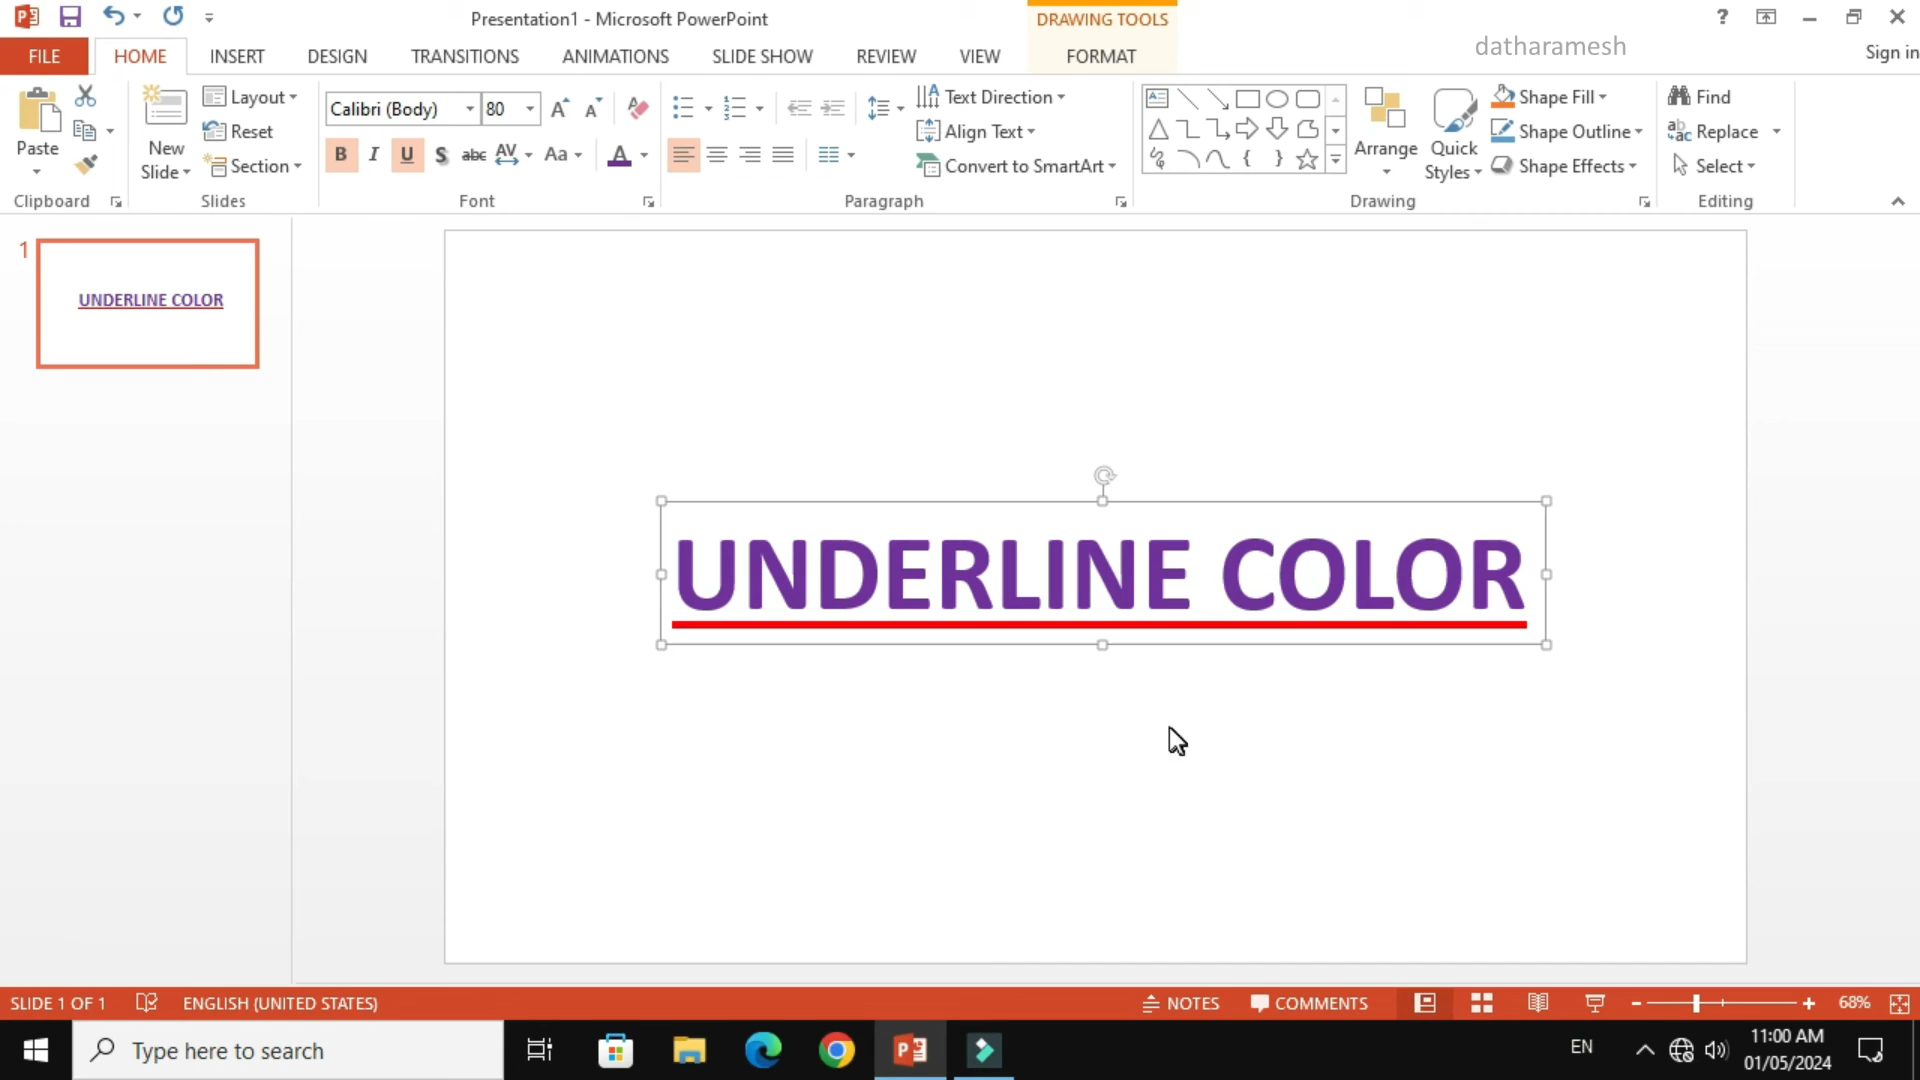 Presentation1 - Microsoft PowerPoint
DRAWING TOOLS
?
FILE
HOME
INSERT
DESIGN
TRANSITIONS
ANIMATIONS
SLIDE SHOW
REVIEW
VIEW
FORMAT
datharamesh
Sign in
Paste
Clipboard
New
Slide
Layout
Reset
Section
Slides
Calibri (Body)
80
B I U S abc AV Aa A
Font
Text Direction
Align Text
Convert to SmartArt
Paragraph
Arrange
Quick
Styles
Shape Fill
Shape Outline
Shape Effects
Drawing
Find
Replace
Select
Editing
1
UNDERLINE COLOR
UNDERLINE COLOR
SLIDE 1 OF 1
ENGLISH (UNITED STATES)
NOTES
COMMENTS
68%
Type here to search
EN
11:00 AM
01/05/2024